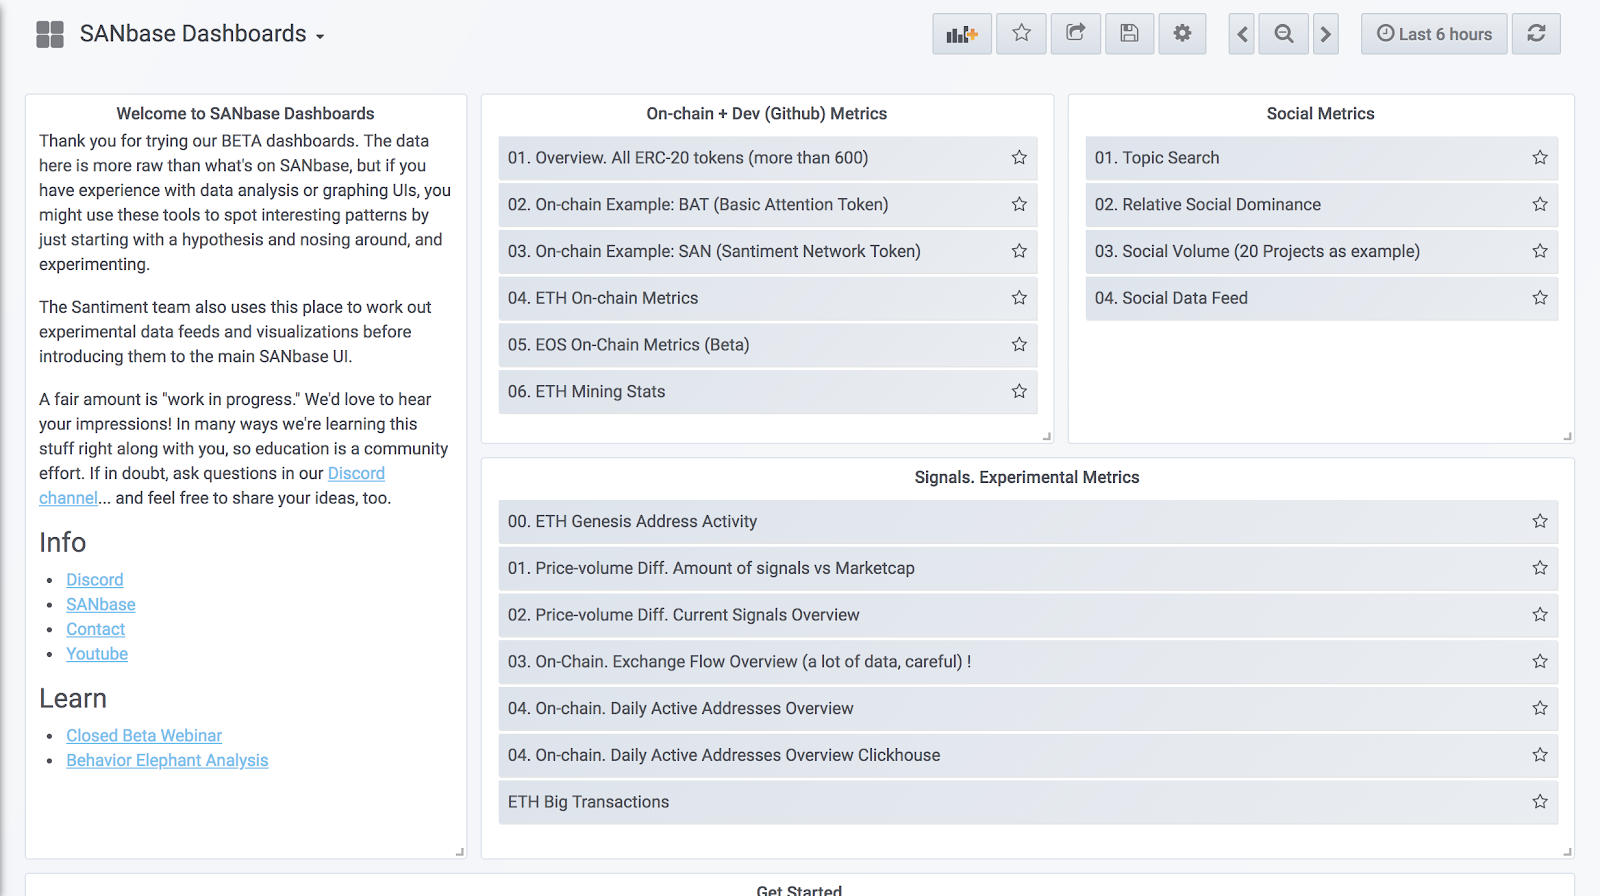 SANbase Dashboards
Last 6 hours
Welcome to SANbase Dashboards
Thank you for trying our BETA dashboards. The data
here is more raw than what's on SANbase, but if you
have experience with data analysis or graphing UIs, you
might use these tools to spot interesting patterns by
just starting with a hypothesis and nosing around, and
experimenting.
The Santiment team also uses this place to work out
experimental data feeds and visualizations before
introducing them to the main SANbase UI.
A fair amount is "work in progress." We'd love to hear
your impressions! In many ways we're learning this
stuff right along with you, so education is a community
effort. If in doubt, ask questions in our Discord
channel... and feel free to share your ideas, too.
Info
Discord
SANbase
Contact
Youtube
Learn
Closed Beta Webinar
Behavior Elephant Analysis
On-chain + Dev (Github) Metrics
01. Overview. All ERC-20 tokens (more than 600)
02. On-chain Example: BAT (Basic Attention Token)
03. On-chain Example: SAN (Santiment Network Token)
04. ETH On-chain Metrics
05. EOS On-Chain Metrics (Beta)
06. ETH Mining Stats
Social Metrics
01. Topic Search
02. Relative Social Dominance
03. Social Volume (20 Projects as example)
04. Social Data Feed
Signals. Experimental Metrics
00. ETH Genesis Address Activity
01. Price-volume Diff. Amount of signals vs Marketcap
02. Price-volume Diff. Current Signals Overview
03. On-Chain. Exchange Flow Overview (a lot of data, careful) !
04. On-chain. Daily Active Addresses Overview
04. On-chain. Daily Active Addresses Overview Clickhouse
ETH Big Transactions
Get Started